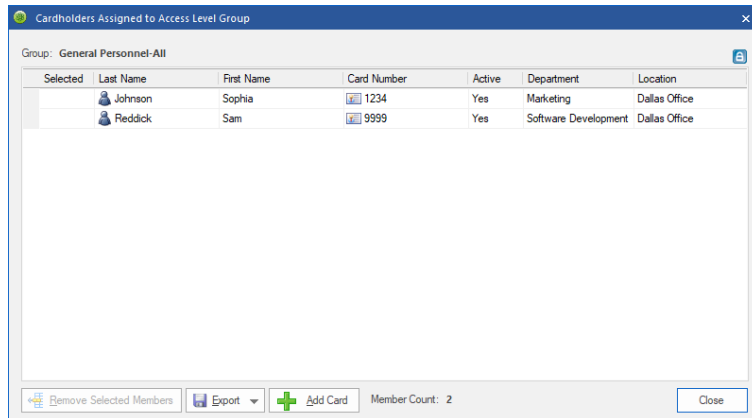 Cardholders Assigned to Access Level Group
Group: General Personnel-All
Selected Last Name First Name Card Number Active Department Location
Johnson Sophia 1234 Yes Marketing Dallas Office
Reddick Sam 9999 Yes Software Development Dallas Office
Remove Selected Members Export Add Card Member Count: 2 Close